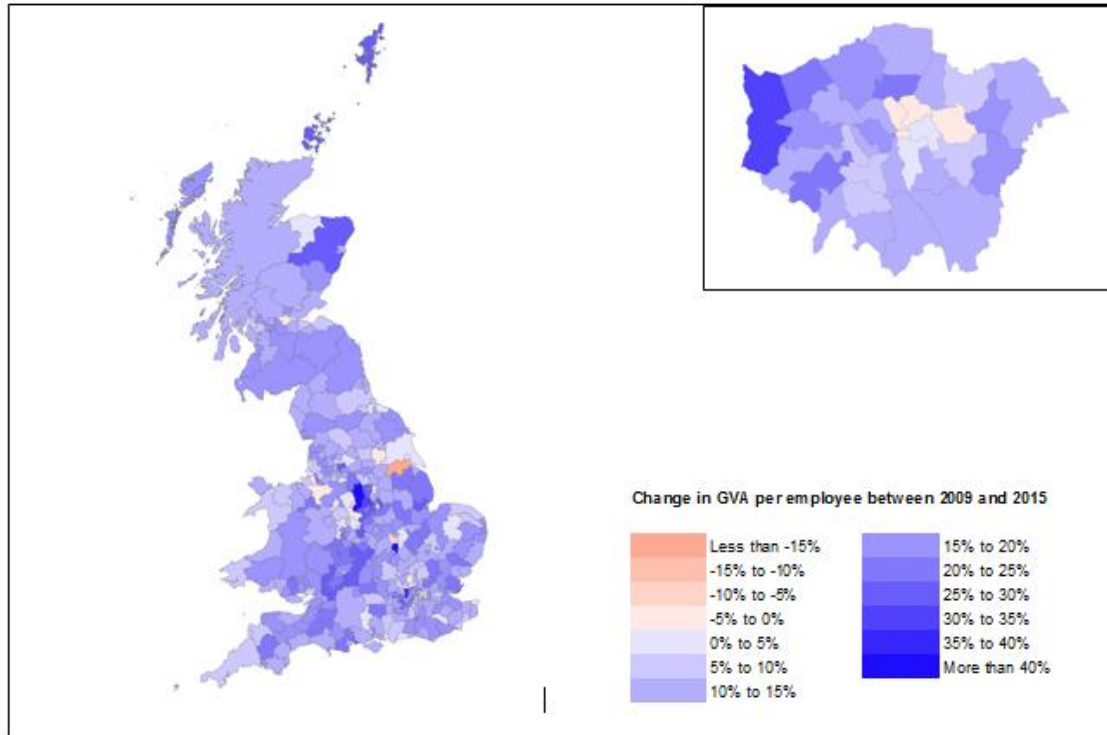 Change in GVA per employee between 2009 and 2015
Less than -15%
-15% to -10%
-10% to -5%
-5% to 0%
0% to 5%
5% to 10%
10% to 15%
15% to 20%
20% to 25%
25% to 30%
30% to 35%
35% to 40%
More than 40%